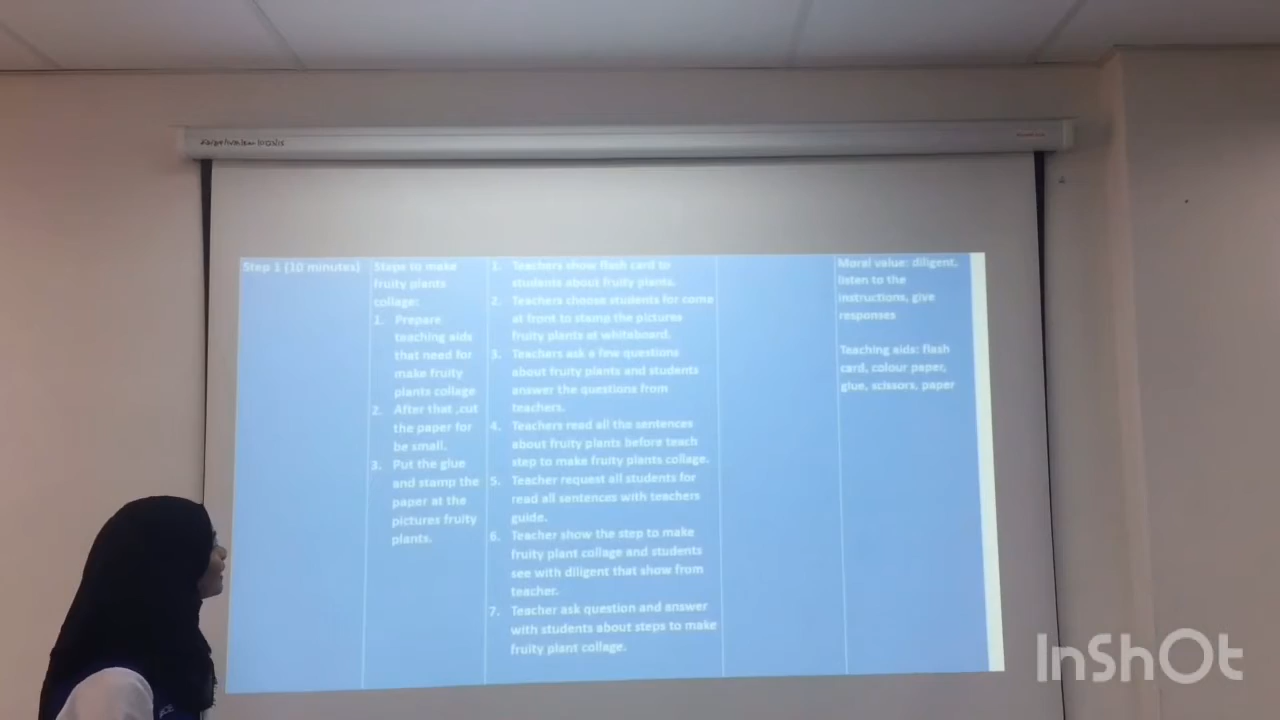 Step 1 (10 minutes)
Steps to make
fruity plants
collage:
1. Prepare
teaching aids
that need for
make fruity
plants collage
2. After that ,cut
the paper for
be small.
3. Put the glue
and stamp the
paper at the
pictures fruity
plants.
1. Teachers show flash card to
students about fruity plants.
2. Teachers choose students for come
at front to stamp the pictures
fruity plants at whiteboard.
3. Teachers ask a few questions
about fruity plants and students
answer the questions from
teachers.
4. Teachers read all the sentences
about fruity plants before teach
step to make fruity plants collage.
5. Teacher request all students for
read all sentences with teachers
guide.
6. Teacher show the step to make
fruity plant collage and students
see with diligent that show from
teacher.
7. Teacher ask question and answer
with students about steps to make
fruity plant collage.
Moral value: diligent,
listen to the
instructions, give
responses
Teaching aids: flash
card, colour paper,
glue, scissors, paper
InShOt